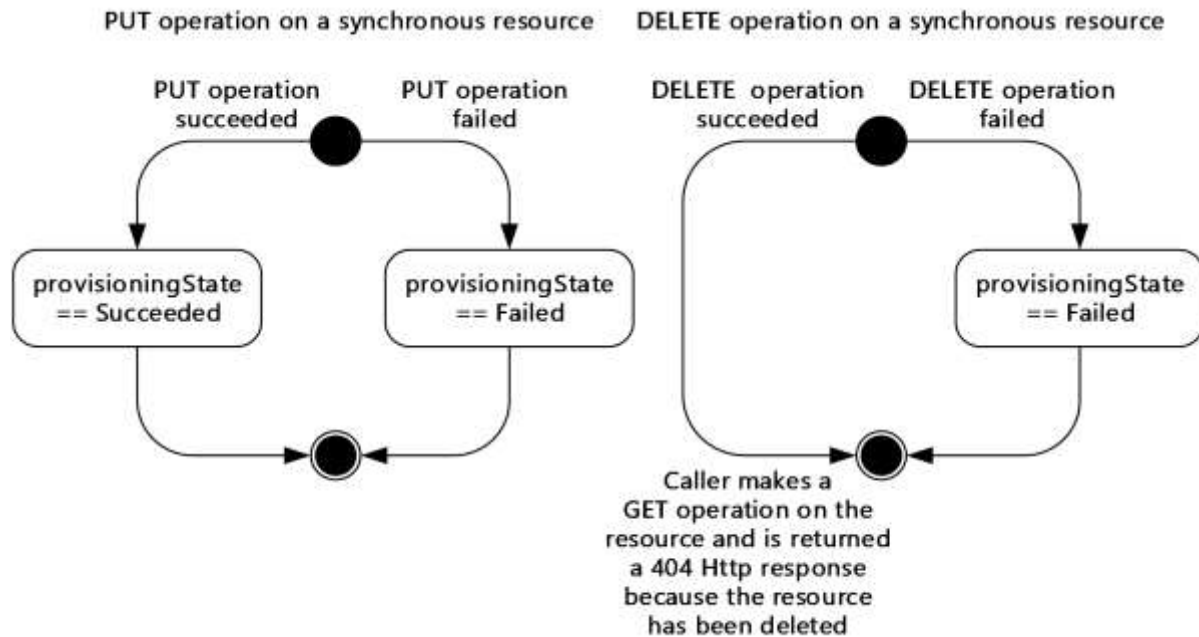 PUT operation on a synchronous resource
PUT operation
succeeded
PUT operation
failed
provisioningState
== Succeeded
provisioningState
== Failed
DELETE operation on a synchronous resource
DELETE operation
succeeded
DELETE operation
failed
provisioningState
== Failed
Caller makes a
GET operation on the
resource and is returned
a 404 Http response
because the resource
has been deleted